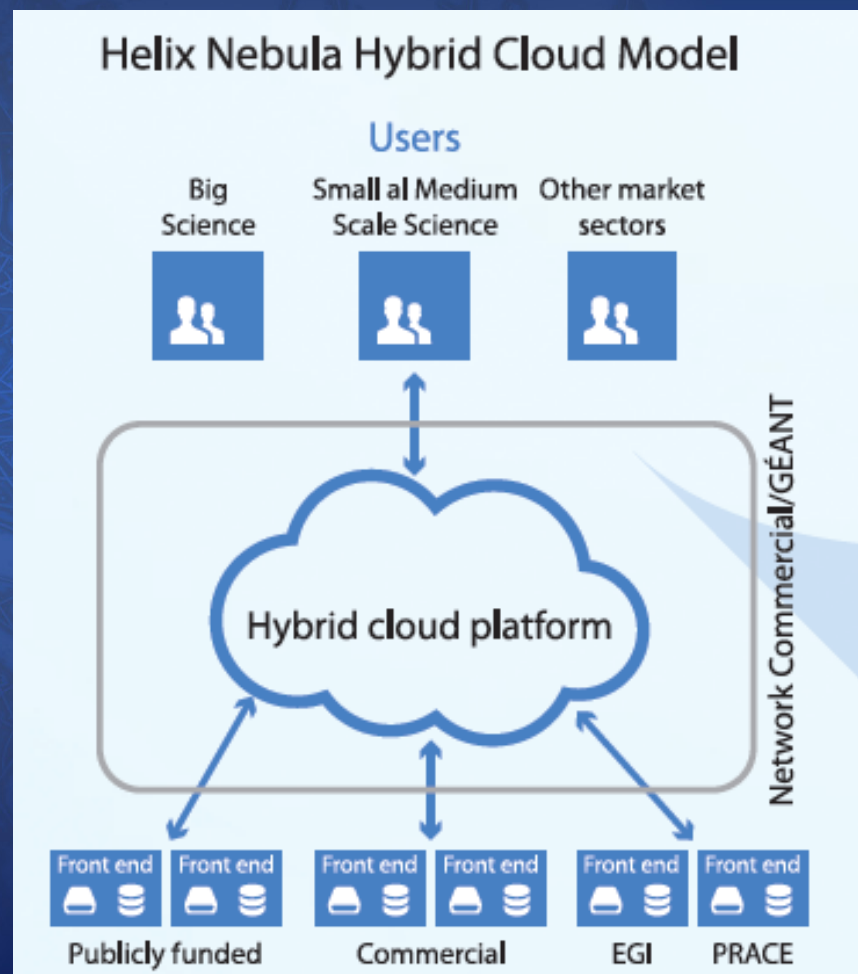 Helix Nebula Hybrid Cloud Model
Users
Big
Science
Small al Medium
Scale Science
Other market
sectors
Network Commercial/GÉANT
Hybrid cloud platform
Front end
Front end
Front end
Front end
Front end
Front end
Publicly funded
Commercial
EGI
PRACE